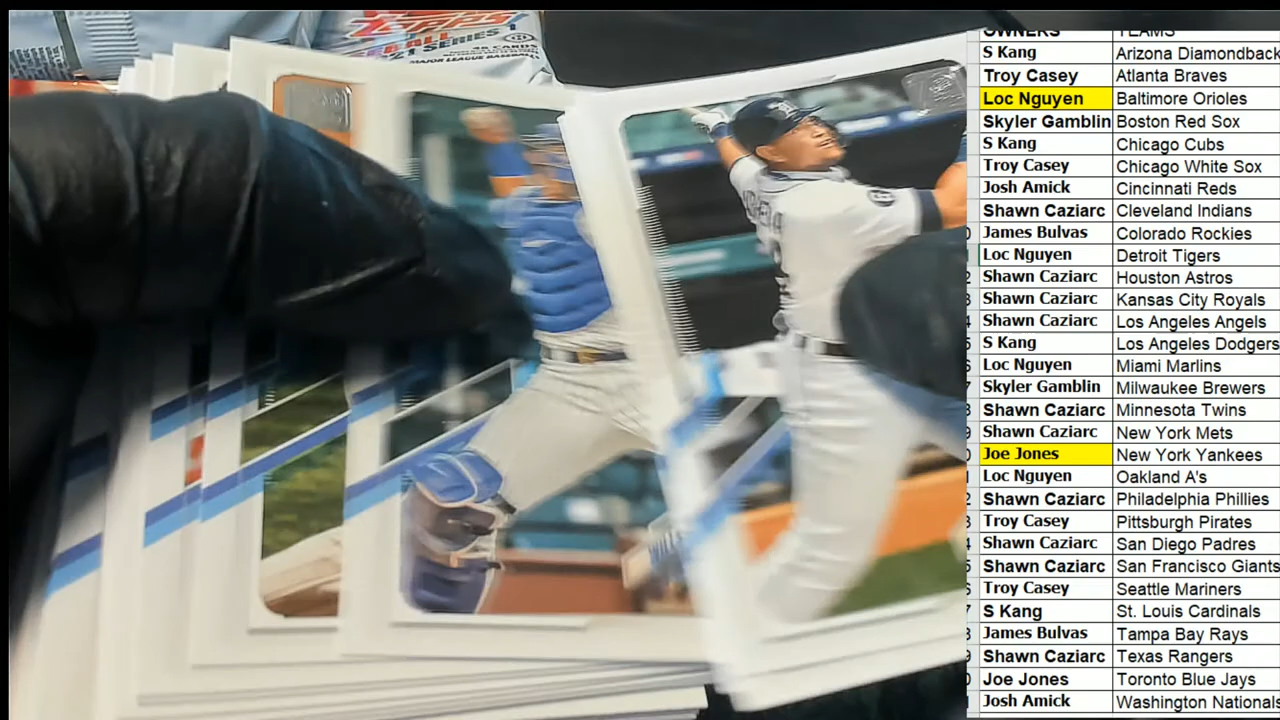 Topps
SERIES 1
46 CARDS
MAJOR LEAGUE BASEBALL
OWNERS TEAMS
S Kang Arizona Diamondback
Troy Casey Atlanta Braves
Loc Nguyen Baltimore Orioles
Skyler Gamblin Boston Red Sox
S Kang Chicago Cubs
Troy Casey Chicago White Sox
Josh Amick Cincinnati Reds
Shawn Caziarc Cleveland Indians
James Bulvas Colorado Rockies
Loc Nguyen Detroit Tigers
Shawn Caziarc Houston Astros
Shawn Caziarc Kansas City Royals
Shawn Caziarc Los Angeles Angels
S Kang Los Angeles Dodgers
Loc Nguyen Miami Marlins
Skyler Gamblin Milwaukee Brewers
Shawn Caziarc Minnesota Twins
Shawn Caziarc New York Mets
Joe Jones New York Yankees
Loc Nguyen Oakland A's
Shawn Caziarc Philadelphia Phillies
Troy Casey Pittsburgh Pirates
Shawn Caziarc San Diego Padres
Shawn Caziarc San Francisco Giants
Troy Casey Seattle Mariners
S Kang St. Louis Cardinals
James Bulvas Tampa Bay Rays
Shawn Caziarc Texas Rangers
Joe Jones Toronto Blue Jays
Josh Amick Washington Nationals